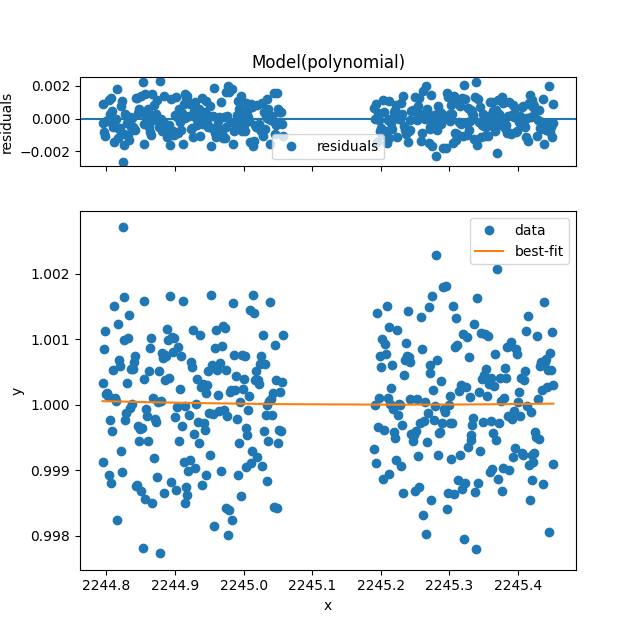 Model(polynomial)
0.002
0.000
−0.002
residuals
residuals
data
best-fit
1.002
1.001
1.000
0.999
0.998
y
2244.8 2244.9 2245.0 2245.1 2245.2 2245.3 2245.4
x